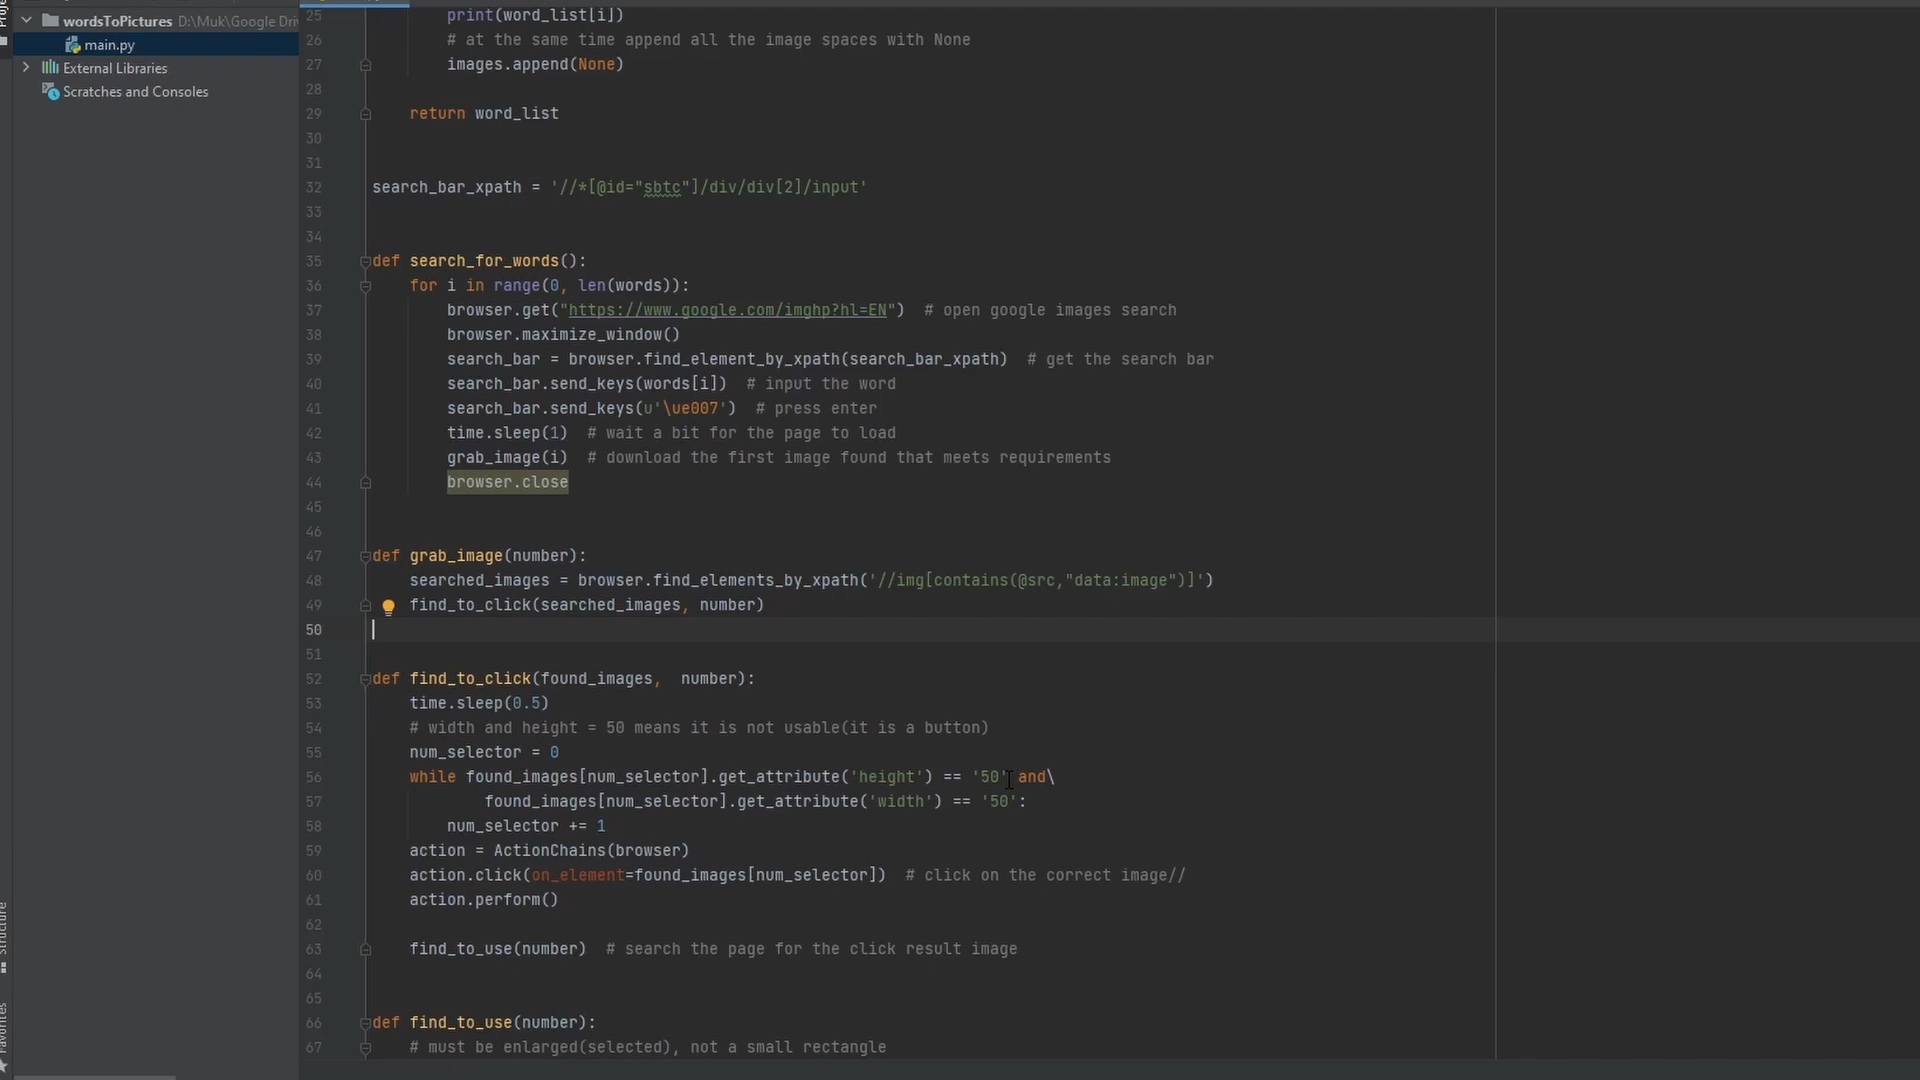 wordsToPictures D:\Muk\Google Dri
main.py
External Libraries
Scratches and Consoles
Structure
Favorites
25 print(word_list[i])
26 # at the same time append all the image spaces with None
27 images.append(None)
28
29 return word_list
30
31
32 search_bar_xpath = '//*[@id="sbtc"]/div/div[2]/input'
33
34
35 def search_for_words():
36 for i in range(0, len(words)):
37 browser.get("https://www.google.com/imghp?hl=EN")  # open google images search
38 browser.maximize_window()
39 search_bar = browser.find_element_by_xpath(search_bar_xpath)  # get the search bar
40 search_bar.send_keys(words[i])  # input the word
41 search_bar.send_keys(u'\ue007')  # press enter
42 time.sleep(1)  # wait a bit for the page to load
43 grab_image(i)  # download the first image found that meets requirements
44 browser.close
45
46
47 def grab_image(number):
48 searched_images = browser.find_elements_by_xpath('//img[contains(@src,"data:image")]')
49 find_to_click(searched_images, number)
50
51
52 def find_to_click(found_images,  number):
53 time.sleep(0.5)
54 # width and height = 50 means it is not usable(it is a button)
55 num_selector = 0
56 while found_images[num_selector].get_attribute('height') == '50' and\
57 found_images[num_selector].get_attribute('width') == '50':
58 num_selector += 1
59 action = ActionChains(browser)
60 action.click(on_element=found_images[num_selector])  # click on the correct image//
61 action.perform()
62
63 find_to_use(number)  # search the page for the click result image
64
65
66 def find_to_use(number):
67 # must be enlarged(selected), not a small rectangle